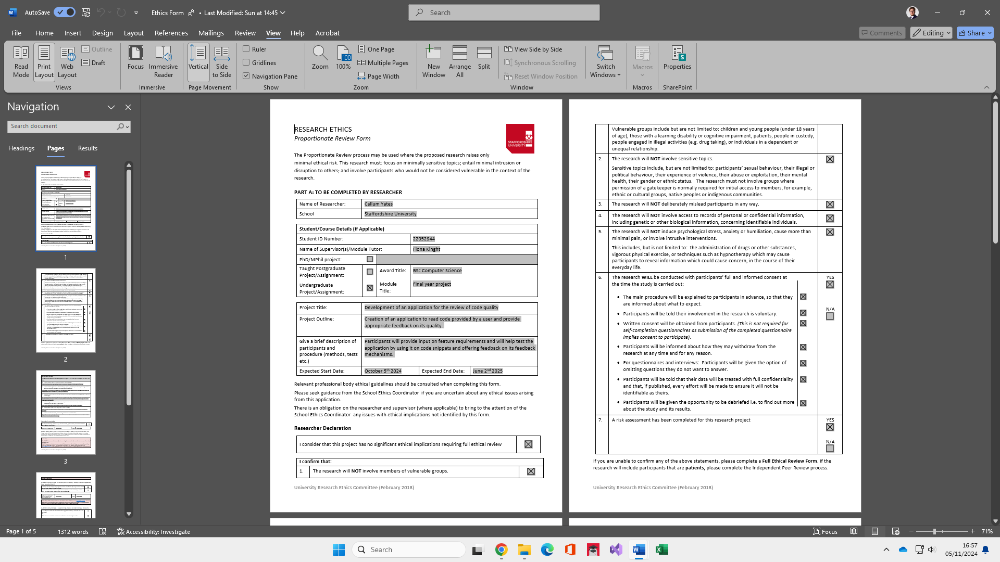 AutoSave
Ethics Form • Last Modified: Sun at 14:45
Search
File Home Insert Design Layout References Mailings Review View Help Acrobat
Comments Editing Share
Read Mode
Print Layout
Web Layout
Outline
Draft
Views
Focus
Immersive Reader
Immersive
Vertical
Side to Side
Page Movement
Ruler
Gridlines
Navigation Pane
Show
Zoom
100
100%
One Page
Multiple Pages
Page Width
Zoom
New Window
Arrange All
Split
View Side by Side
Synchronous Scrolling
Reset Window Position
Window
Switch Windows
Macros
Macros
Properties
SharePoint
Navigation
Search document
Headings Pages Results
1
2
3
RESEARCH ETHICS
Proportionate Review Form
STAFFORDSHIRE
UNIVERSITY
The Proportionate Review process may be used where the proposed research raises only
minimal ethical risk. This research must: focus on minimally sensitive topics; entail minimal intrusion or
disruption to others; and involve participants who would not be considered vulnerable in the context of the
research.
PART A: TO BE COMPLETED BY RESEARCHER
Name of Researcher: Callum Yates
School Staffordshire University
Student/Course Details (If Applicable)
Student ID Number: 22052944
Name of Supervisor(s)/Module Tutor: Fiona Kinght
PhD/MPhil project:
Taught Postgraduate
Project/Assignment:
Award Title: BSc Computer Science
Undergraduate
Project/Assignment:
Module
Title:
Final year project
Project Title: Development of an application for the review of code quality
Project Outline: Creation of an application to read code provided by a user and provide
appropriate feedback on its quality.
Give a brief description of
participants and
procedure (methods, tests
etc.)
Participants will provide input on feature requirements and will help test the
application by using it on code snippets and offering feedback on its feedback
mechanisms.
Expected Start Date: October 5th 2024 Expected End Date: June 2nd 2025
Relevant professional body ethical guidelines should be consulted when completing this form.
Please seek guidance from the School Ethics Coordinator if you are uncertain about any ethical issues arising
from this application.
There is an obligation on the researcher and supervisor (where applicable) to bring to the attention of the
School Ethics Coordinator any issues with ethical implications not identified by this form.
Researcher Declaration
I consider that this project has no significant ethical implications requiring full ethical review
I confirm that:
1. The research will NOT involve members of vulnerable groups.
University Research Ethics Committee (February 2018)
Vulnerable groups include but are not limited to: children and young people (under 18 years
of age), those with a learning disability or cognitive impairment, patients, people in custody,
people engaged in illegal activities (e.g. drug taking), or individuals in a dependent or
unequal relationship.
2. The research will NOT involve sensitive topics.
Sensitive topics include, but are not limited to: participants' sexual behaviour, their illegal or
political behaviour, their experience of violence, their abuse or exploitation, their mental
health, their gender or ethnic status. The research must not involve groups where
permission of a gatekeeper is normally required for initial access to members, for example,
ethnic or cultural groups, native peoples or indigenous communities.
3. The research will NOT deliberately mislead participants in any way.
4. The research will NOT involve access to records of personal or confidential information,
including genetic or other biological information, concerning identifiable individuals.
5. The research will NOT induce psychological stress, anxiety or humiliation, cause more than
minimal pain, or involve intrusive interventions.
This includes, but is not limited to: the administration of drugs or other substances,
vigorous physical exercise, or techniques such as hypnotherapy which may cause
participants to reveal information which could cause concern, in the course of their
everyday life.
6. The research WILL be conducted with participants' full and informed consent at
the time the study is carried out:
YES
• The main procedure will be explained to participants in advance, so that they
are informed about what to expect.
N/A
• Participants will be told their involvement in the research is voluntary.
• Written consent will be obtained from participants. (This is not required for
self-completion questionnaires as submission of the completed questionnaire
implies consent to participate).
• Participants will be informed about how they may withdraw from the
research at any time and for any reason.
• For questionnaires and interviews: Participants will be given the option of
omitting questions they do not want to answer.
• Participants will be told that their data will be treated with full confidentiality
and that, if published, every effort will be made to ensure it will not be
identifiable as theirs.
• Participants will be given the opportunity to be debriefed i.e. to find out more
about the study and its results.
7. A risk assessment has been completed for this research project
YES
N/A
If you are unable to confirm any of the above statements, please complete a Full Ethical Review Form. If the
research will include participants that are patients, please complete the Independent Peer Review process.
University Research Ethics Committee (February 2018)
Page 1 of 5 1312 words Accessibility: Investigate
Focus 71%
Search
16:57
05/11/2024